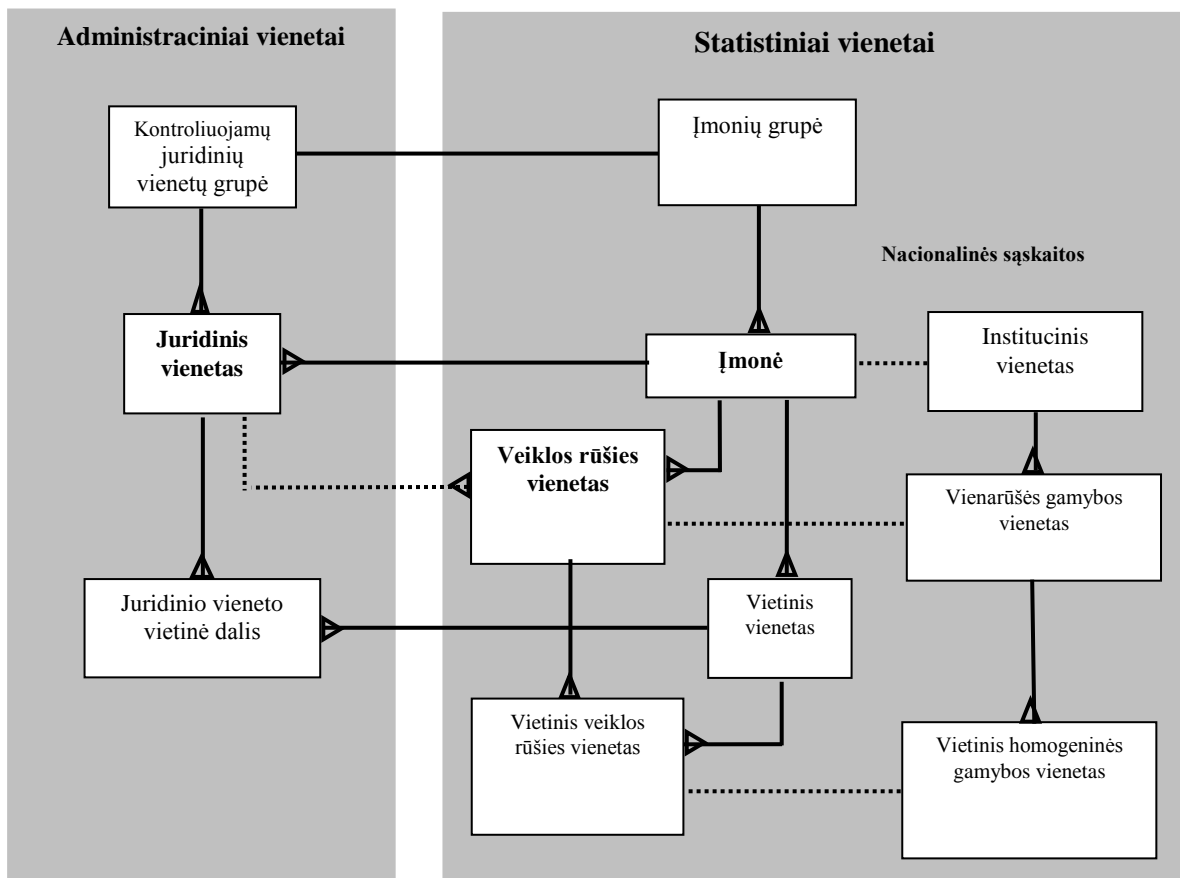 Administraciniai vienetai
Kontroliuojamų
juridinių
vienetų grupė
Juridinis
vienetas
Juridinio vieneto
vietinė dalis
Statistiniai vienetai
Įmonių grupė
Nacionalinės sąskaitos
Įmonė
Institucinis
vienetas
Veiklos rūšies
vienetas
Vienarūšės gamybos
vienetas
Vietinis
vienetas
Vietinis veiklos
rūšies vienetas
Vietinis homogeninės
gamybos vienetas